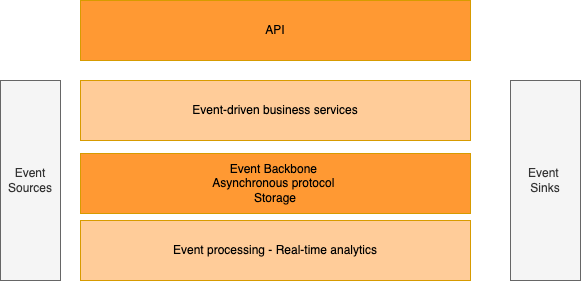 API
Event-driven business services
Event
Sources
Event Backbone
Asynchronous protocol
Storage
Event
Sinks
Event processing - Real-time analytics